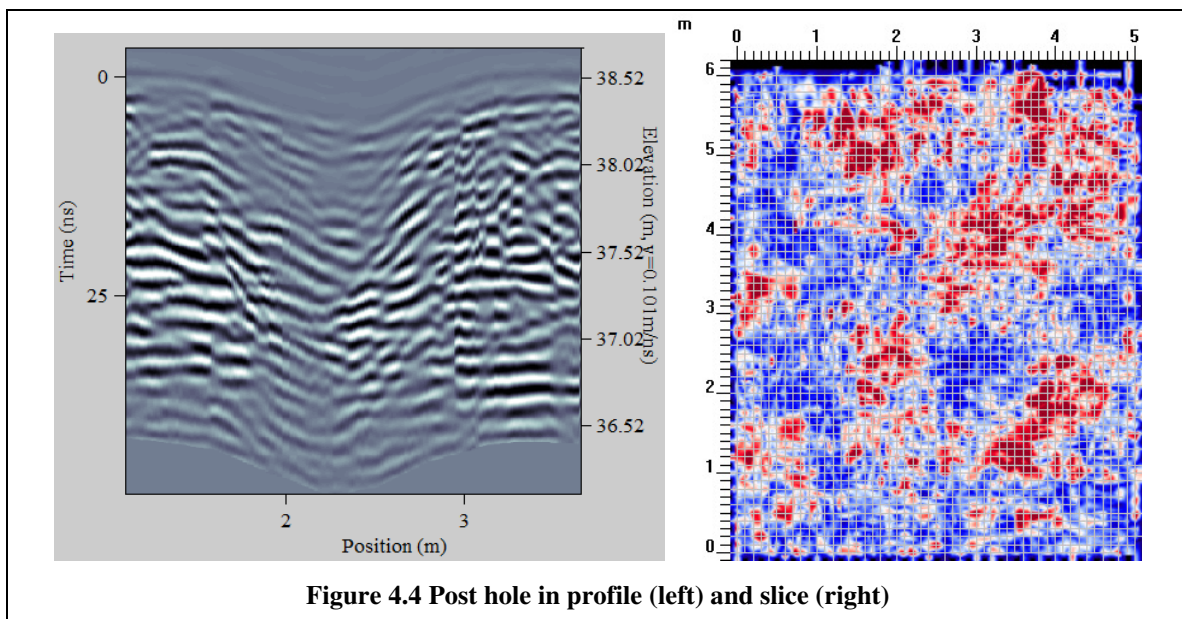 m
0 1 2 3 4 5
6
5
4
3
2
1
0
0
25
Time (ns)
2 3
Position (m)
38.52
38.02
37.52
37.02
36.52
Elevation (m,v=0.101m/ns)
Figure 4.4 Post hole in profile (left) and slice (right)